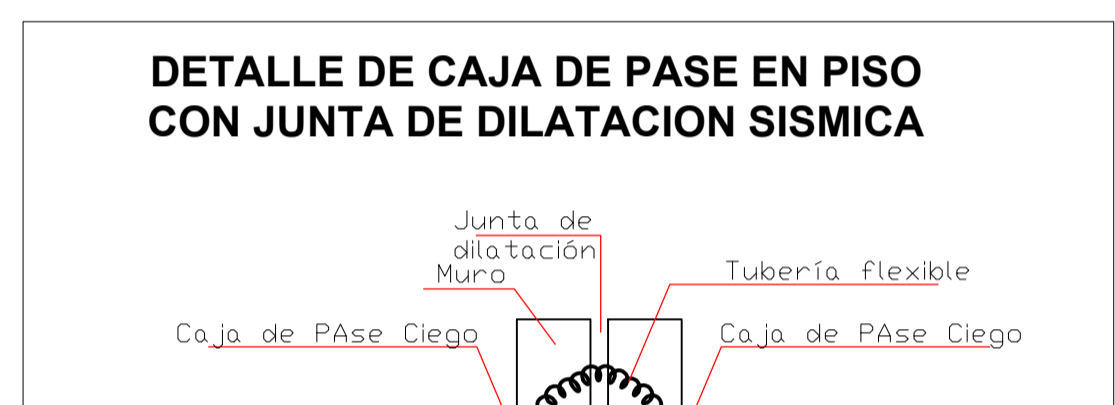 DETALLE DE CAJA DE PASE EN PISO
CON JUNTA DE DILATACION SISMICA
Junta de
dilatación
Muro
Tubería flexible
Caja de PAse Ciego
Caja de PAse Ciego